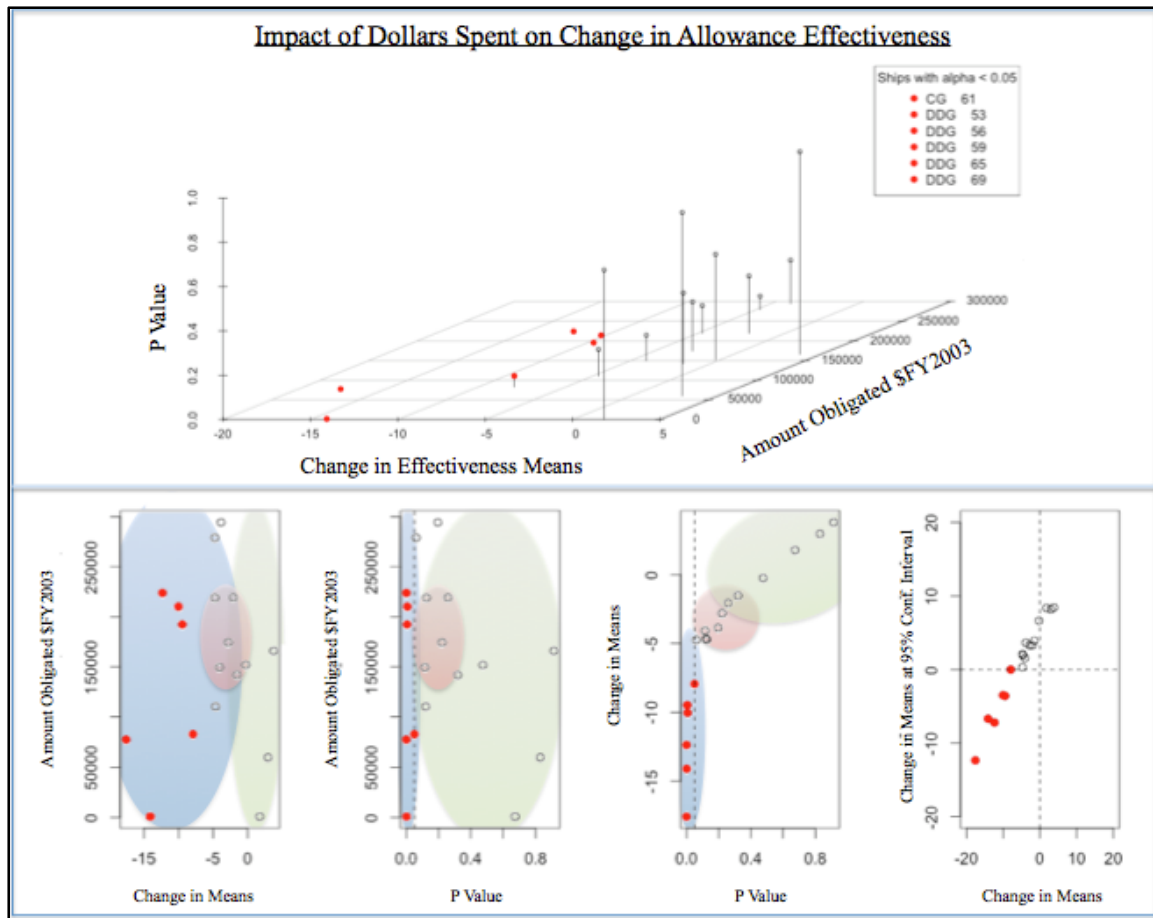 Impact of Dollars Spent on Change in Allowance Effectiveness
Ships with alpha < 0.05
CG 61
DDG 53
DDG 56
DDG 59
DDG 65
DDG 69
P Value
0.0 0.2 0.4 0.6 0.8 1.0
-20 -15 -10 -5 0 5
Change in Effectiveness Means
0 50000 100000 150000 200000 250000 300000
Amount Obligated $FY2003
Amount Obligated $FY2003
0 50000 150000 250000
-15 -5 0
Change in Means
Amount Obligated $FY2003
0 50000 150000 250000
0.0 0.4 0.8
P Value
Change in Means
-15 -10 -5 0
0.0 0.4 0.8
P Value
Change in Means at 95% Conf. Interval
-20 -10 0 10 20
-20 0 10 20
Change in Means